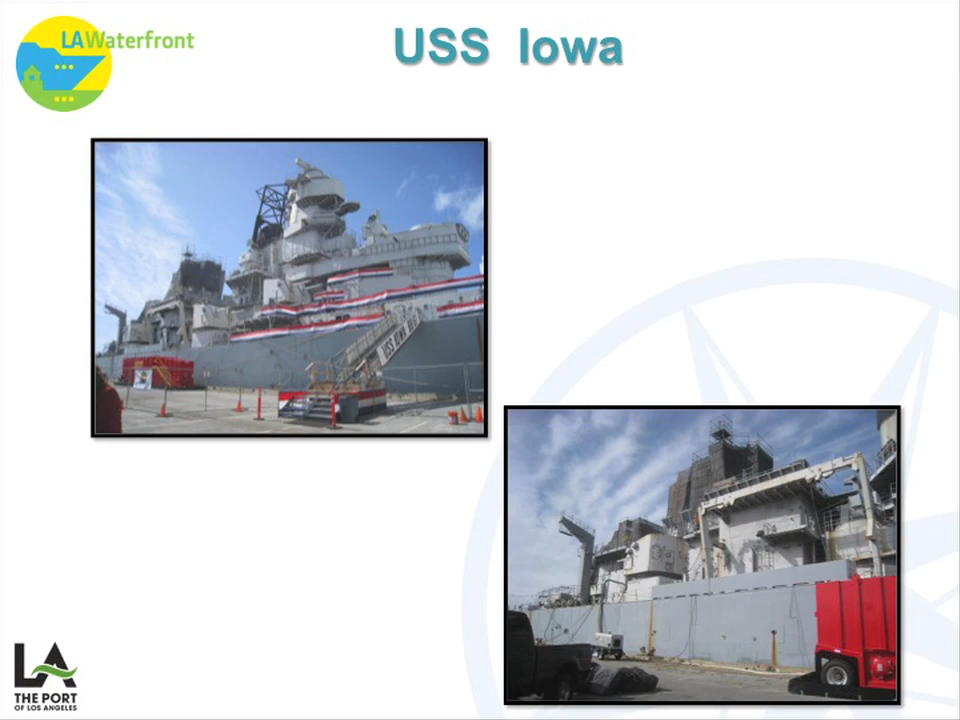 LAWaterfront
USS Iowa
USS IOWA
LA
THE PORT
OF LOS ANGELES